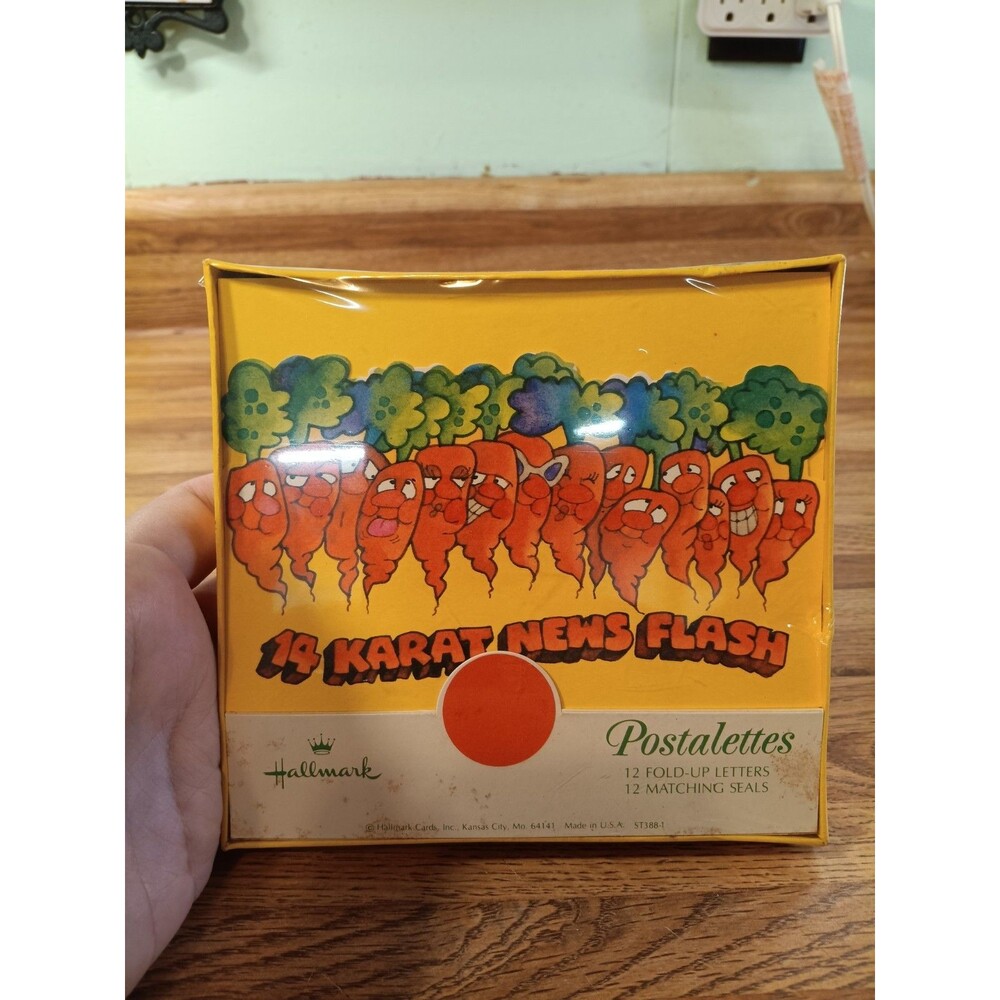 14 KARAT NEWS FLASH
Hallmark
Postalettes
12 FOLD-UP LETTERS
12 MATCHING SEALS
© Hallmark Cards, Inc., Kansas City, Mo. 64141 Made in U.S.A. ST388-1